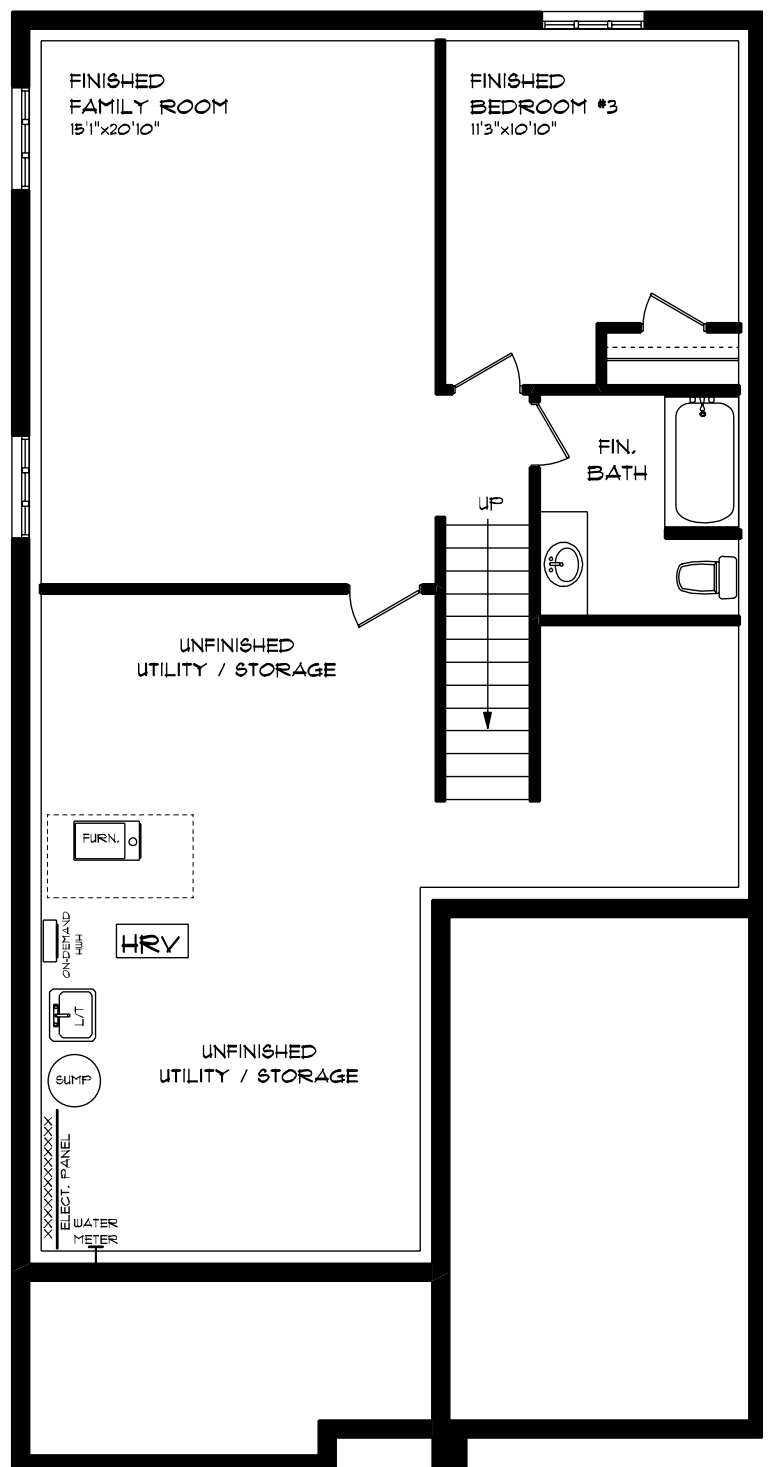 FINISHED
FAMILY ROOM
15'1"x20'10"
FINISHED
BEDROOM #3
11'3"x10'10"
FIN.
BATH
UP
UNFINISHED
UTILITY / STORAGE
FURN.
ON-DEMAND
HWH
HRV
L/T
UNFINISHED
UTILITY / STORAGE
SUMP
XXXXXXXXXXXXX
ELECT. PANEL
WATER
METER